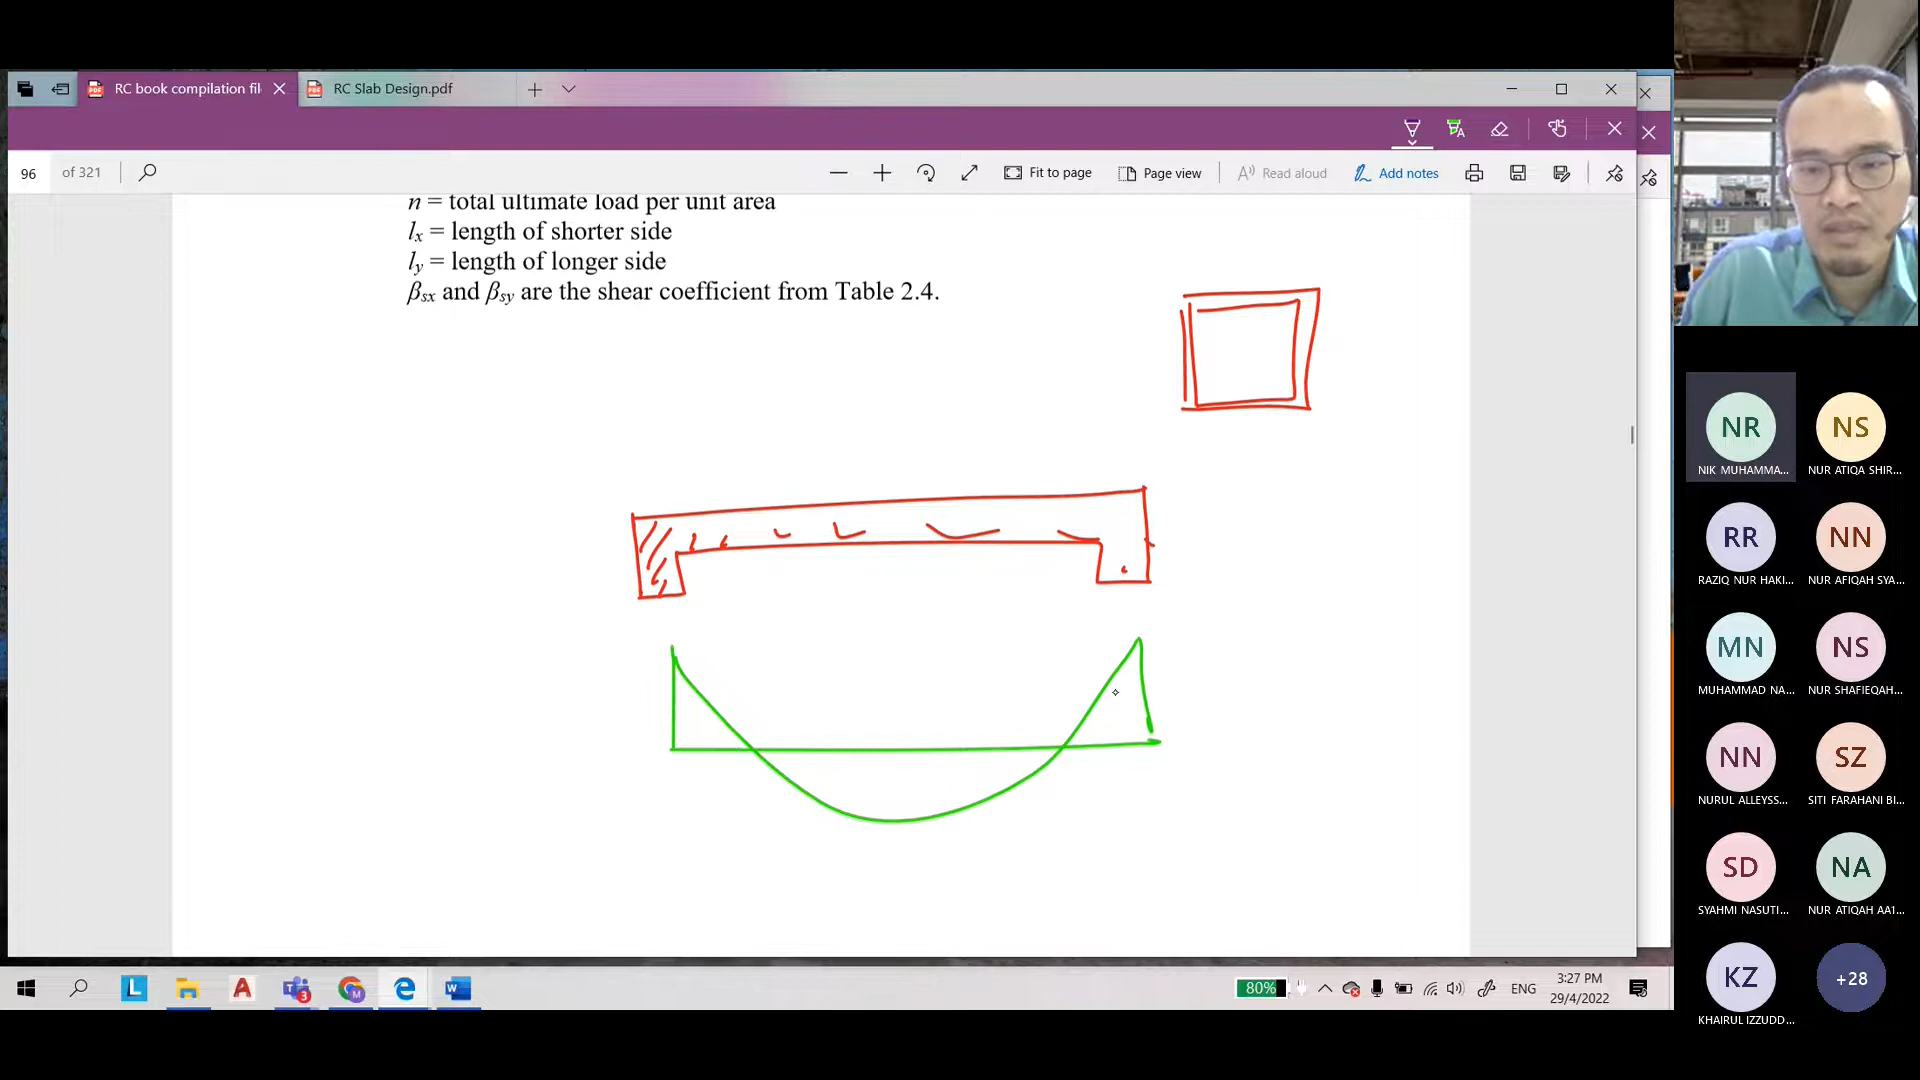 RC book compilation fil
RC Slab Design.pdf
96
of 321
Fit to page
Page view
Read aloud
Add notes
n = total ultimate load per unit area
lx = length of shorter side
ly = length of longer side
βsx and βsy are the shear coefficient from Table 2.4.
NR
NIK MUHAMMA...
NS
NUR ATIQA SHIR...
RR
RAZIQ NUR HAKI...
NN
NUR AFIQAH SYA...
MN
MUHAMMAD NA...
NS
NUR SHAFIEQAH...
NN
NURUL ALLEYSS...
SZ
SITI FARAHANI BI...
SD
SYAHMI NASUTI...
NA
NUR ATIQAH AA1...
KZ
KHAIRUL IZZUDD...
+28
L
A
3
M
W
80%
ENG
3:27 PM
29/4/2022